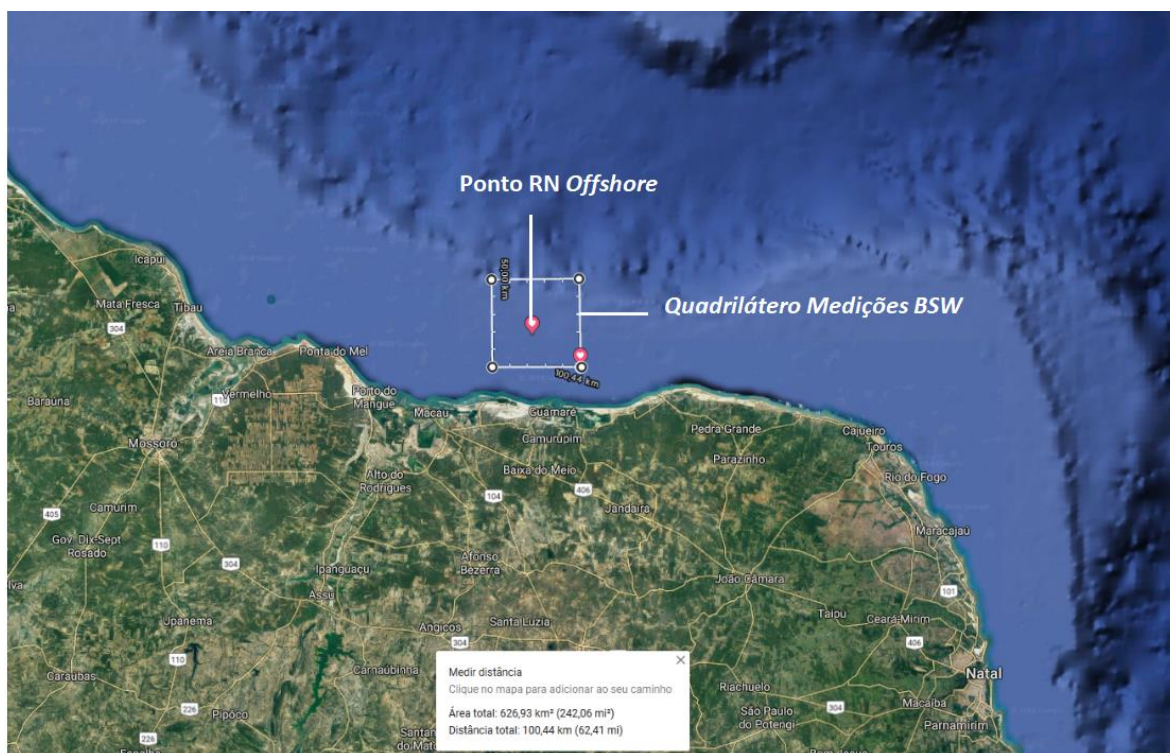 Ponto RN Offshore
50,00 km
Quadrilátero Medições BSW
100,44 km
Icapuí
Mata Fresca
Tibau
304
Areia Branca
Ponta do Mel
Baraúna
110
Vermelho
Porto do
Mangue
Macau
Guamaré
Pedra Grande
Cajueiro
Touros
Mossoró
Camurupim
Parazinho
Alto do
Rodrigues
Baixa do Meio
Rio do Fogo
104
406
Camurim
Jandaíra
405
Maracajaú
Gov. Dix-Sept
Rosado
110
304
Ipanguaçu
Afonso
Bezerra
João Câmara
Assu
101
Taipu
Ceará-Mirim
Upanema
Angicos
Santa Luzia
304
406
110
Caraúbas
Carnaubinha
Natal
Riachuelo
Macaíba
226
Pipóco
São Paulo
do Potengi
304
Parnamirim
226
Medir distância
Clique no mapa para adicionar ao seu caminho
Área total: 626,93 km² (242,06 mi²)
Distância total: 100,44 km (62,41 mi)